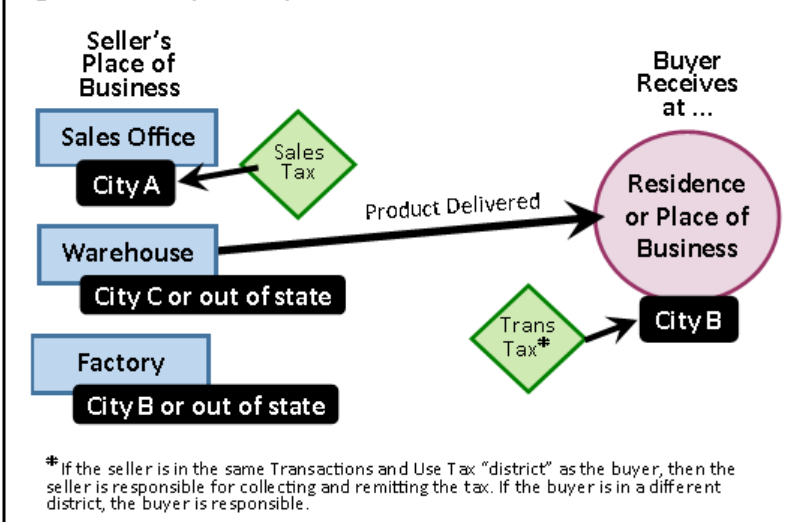 Seller's
Place of
Business
Buyer
Receives
at ...
Sales Office
City A
Sales
Tax
Product Delivered
Residence
or Place of
Business
City B
Warehouse
City C or out of state
Trans
Tax*
Factory
City B or out of state
*If the seller is in the same Transactions and Use Tax “district” as the buyer, then the
seller is responsible for collecting and remitting the tax. If the buyer is in a different
district, the buyer is responsible.